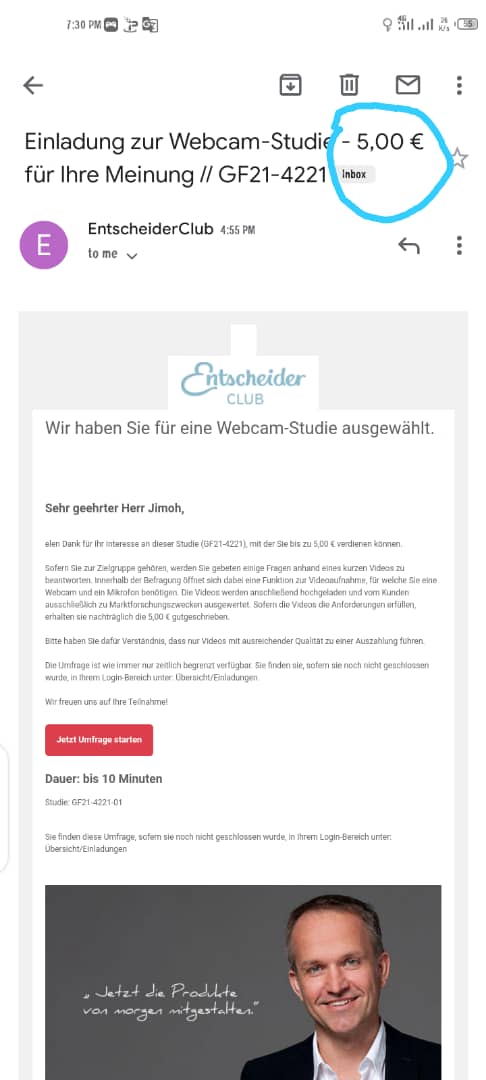 7:30 PM
4G
26
K/s
55
Einladung zur Webcam-Studie - 5,00 €
für Ihre Meinung // GF21-4221 Inbox
E
EntscheiderClub 4:55 PM
to me
Entscheider
CLUB
Wir haben Sie für eine Webcam-Studie ausgewählt.
Sehr geehrter Herr Jimoh,
elen Dank für Ihr Interesse an dieser Studie (GF21-4221), mit der Sie bis zu 5,00 € verdienen können.
Sofern Sie zur Zielgruppe gehören, werden Sie gebeten einige Fragen anhand eines kurzen Videos zu
beantworten. Innerhalb der Befragung öffnet sich dabei eine Funktion zur Videoaufnahme, für welche Sie eine
Webcam und ein Mikrofon benötigen. Die Videos werden anschließend hochgeladen und vom Kunden
ausschließlich zu Marktforschungszwecken ausgewertet. Sofern die Videos die Anforderungen erfüllen,
erhalten sie nachträglich die 5,00 € gutgeschrieben.
Bitte haben Sie dafür Verständnis, dass nur Videos mit ausreichender Qualität zu einer Auszahlung führen.
Die Umfrage ist wie immer nur zeitlich begrenzt verfügbar. Sie finden sie, sofern sie noch nicht geschlossen
wurde, in Ihrem Login-Bereich unter: Übersicht/Einladungen.
Wir freuen uns auf Ihre Teilnahme!
Jetzt Umfrage starten
Dauer: bis 10 Minuten
Studie: GF21-4221-01
Sie finden diese Umfrage, sofern sie noch nicht geschlossen wurde, in Ihrem Login-Bereich unter:
Übersicht/Einladungen
„Jetzt die Produkte
von morgen mitgestalten."